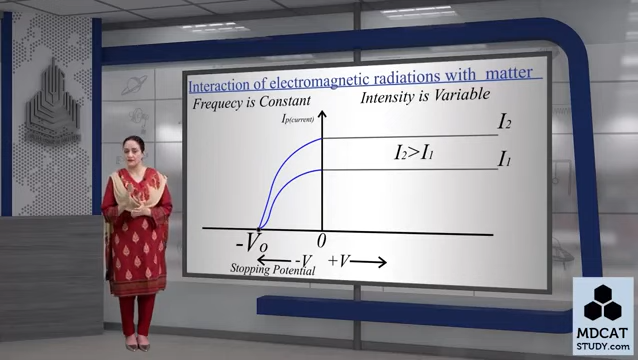 Interaction of electromagnetic radiations with matter
Frequecy is Constant
Intensity is Variable
Ip(current)
I2
I2>I1
I1
-Vo
0
-V
+V
Stopping Potential
MDCAT
STUDY.com